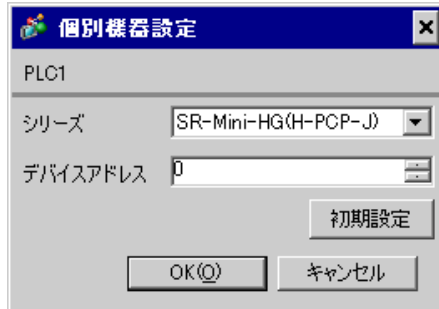 個別機器設定
PLC1
シリーズ SR-Mini-HG(H-PCP-J)
デバイスアドレス 0
初期設定
OK(O) キャンセル